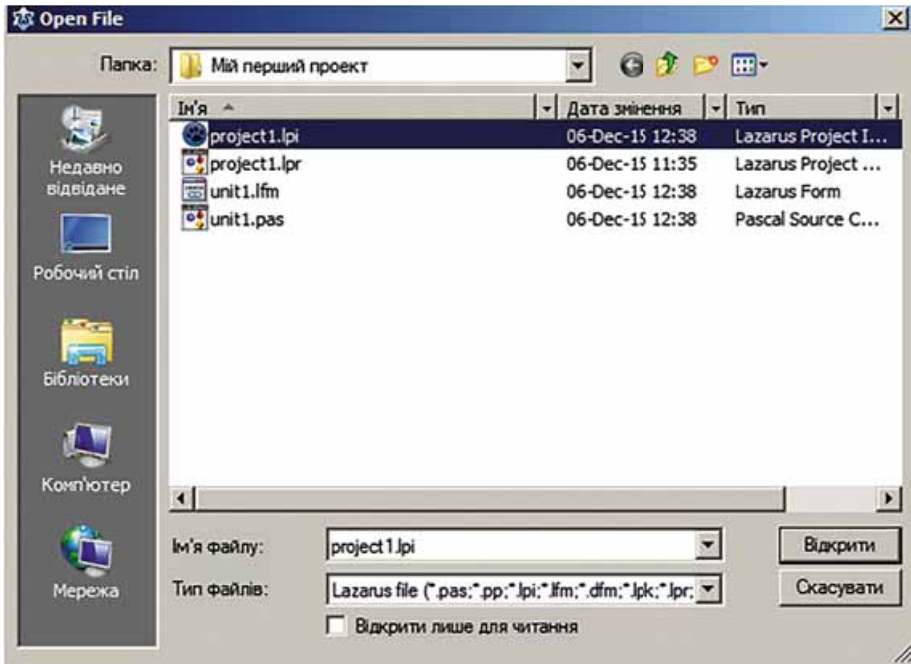 Open File
Папка: Мій перший проект
Ім'я Дата змінення Тип
project1.lpi 06-Dec-15 12:38 Lazarus Project I...
project1.lpr 06-Dec-15 11:35 Lazarus Project ...
unit1.lfm 06-Dec-15 12:38 Lazarus Form
unit1.pas 06-Dec-15 12:38 Pascal Source C...
Недавно
відвідане
Робочий стіл
Бібліотеки
Комп'ютер
Мережа
Ім'я файлу: project1.lpi Відкрити
Тип файлів: Lazarus file (*.pas;*.pp;*.lpi;*.lfm;*.dfm;*.lpk;*.lpr; Скасувати
Відкрити лише для читання